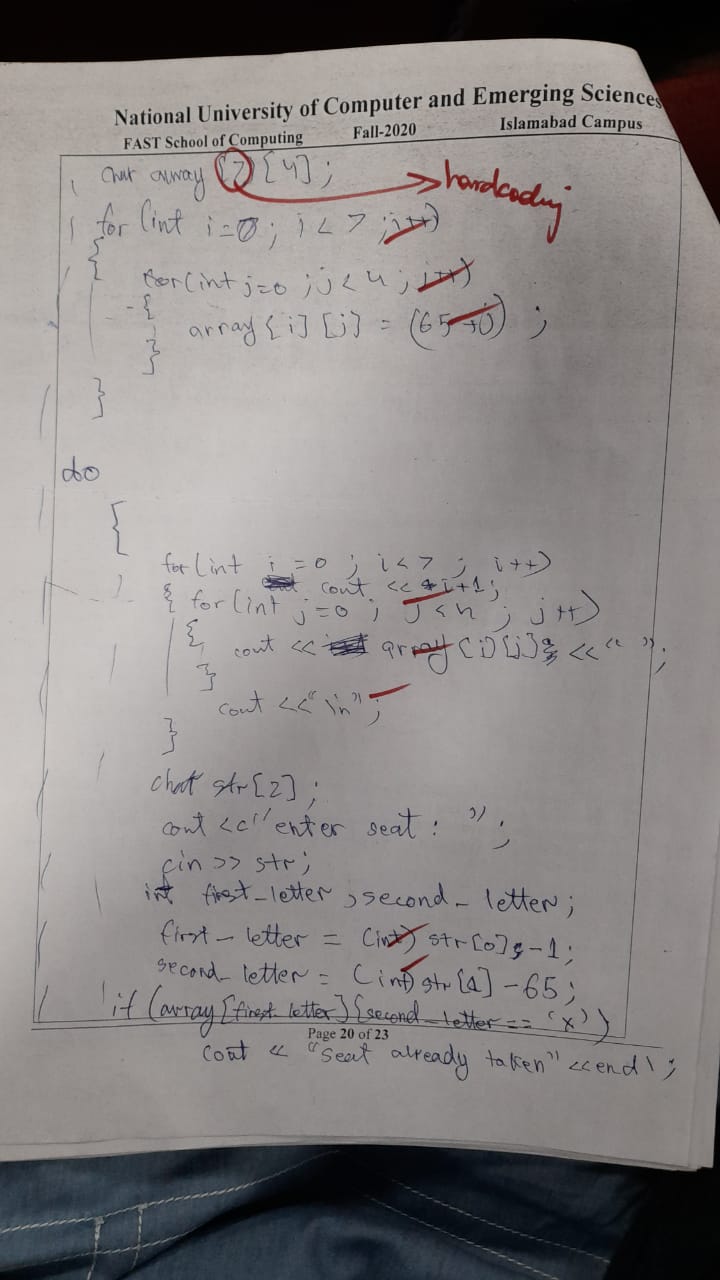 National University of Computer and Emerging Sciences
FAST School of Computing Fall-2020 Islamabad Campus
char array [7] [4];
hardcoding
for (int i=0; i<7; i++)
{
for(int j=0; j<4; j++)
{
array[i][j] = (65+j);
}
}
do
{
for(int i=0; i<7; i++)
cout << i+1;
{ for(int j=0; j<4; j++)
{
cout << array[i][j] << " ";
}
cout << "\n";
}
char str[2];
cout << "enter seat: ";
cin >> str;
int first_letter, second_letter;
first_letter = (int) str[0]-1;
second_letter = (int) str[1]-65;
if (array[first_letter][second_letter == 'x'))
Page 20 of 23
cout << "Seat already taken" << endl;